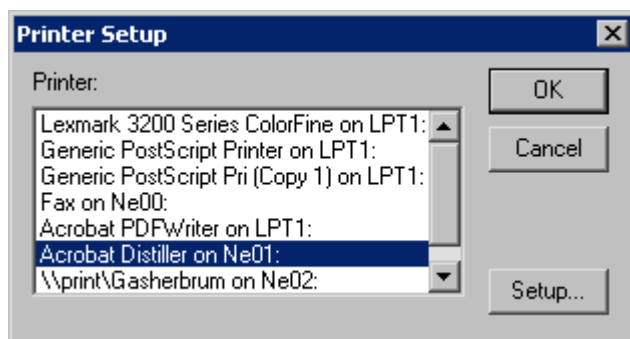 Printer Setup
Printer:
Lexmark 3200 Series ColorFine on LPT1:
Generic PostScript Printer on LPT1:
Generic PostScript Pri (Copy 1) on LPT1:
Fax on Ne00:
Acrobat PDFWriter on LPT1:
Acrobat Distiller on Ne01:
\\print\Gasherbrum on Ne02:
OK
Cancel
Setup...